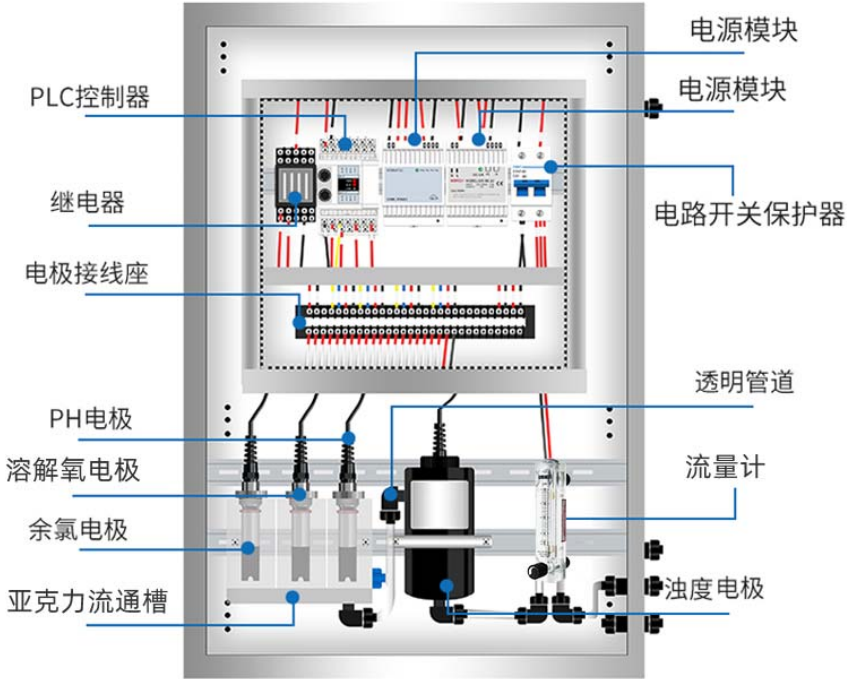 电源模块
PLC控制器
电源模块
继电器
电路开关保护器
电极接线座
透明管道
PH电极
溶解氧电极
流量计
余氯电极
浊度电极
亚克力流通槽